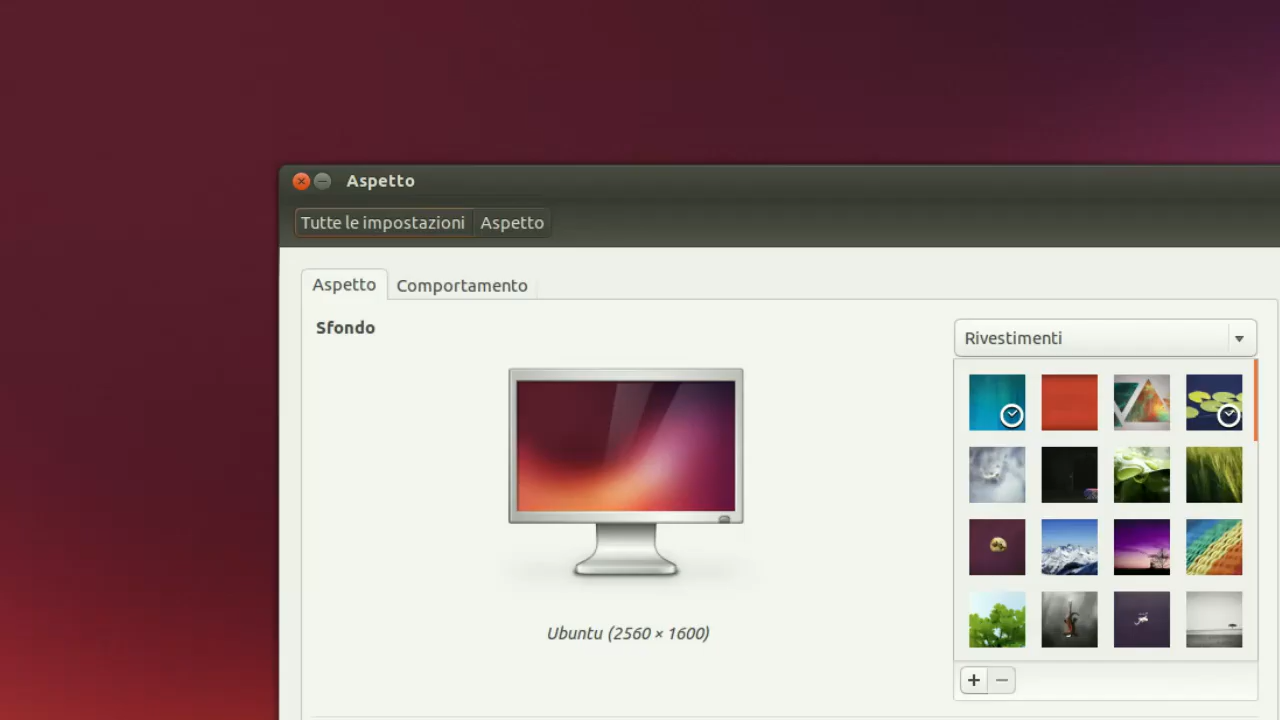 Aspetto
Tutte le impostazioni Aspetto
Aspetto Comportamento
Sfondo
Rivestimenti
Ubuntu (2560 × 1600)